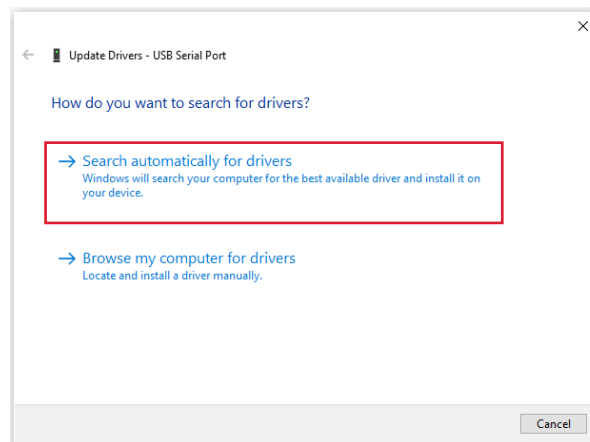 Update Drivers - USB Serial Port
How do you want to search for drivers?
Search automatically for drivers
Windows will search your computer for the best available driver and install it on
your device.
Browse my computer for drivers
Locate and install a driver manually.
Cancel